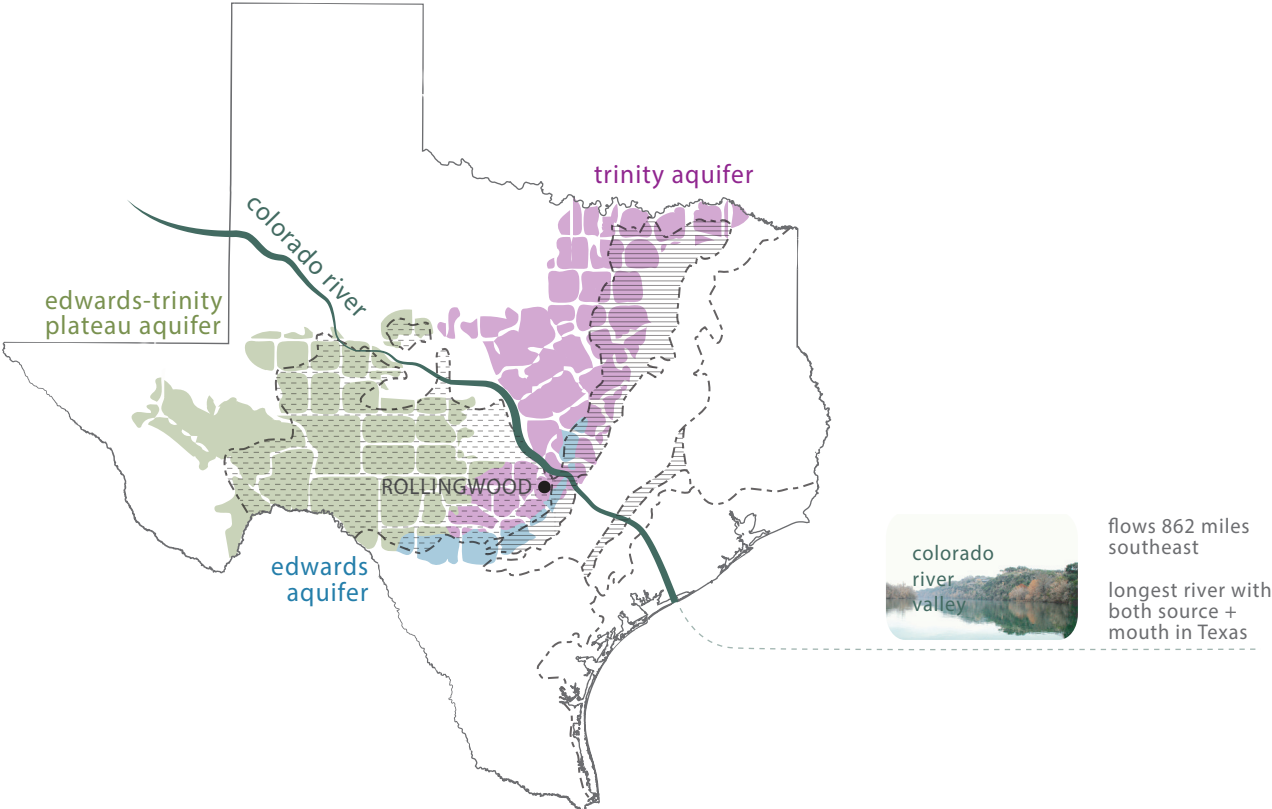 trinity aquifer
colorado river
edwards-trinity
plateau aquifer
ROLLINGWOOD
edwards
aquifer
colorado
river
valley
flows 862 miles
southeast
longest river with
both source +
mouth in Texas